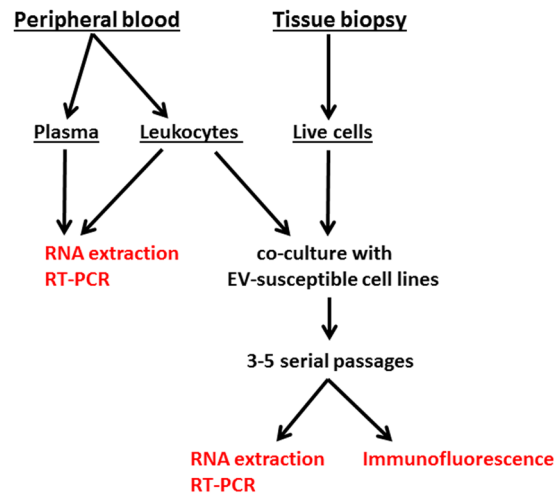 Peripheral blood
Tissue biopsy
Plasma
Leukocytes
Live cells
RNA extraction
RT-PCR
co-culture with
EV-susceptible cell lines
3-5 serial passages
RNA extraction
RT-PCR
Immunofluorescence